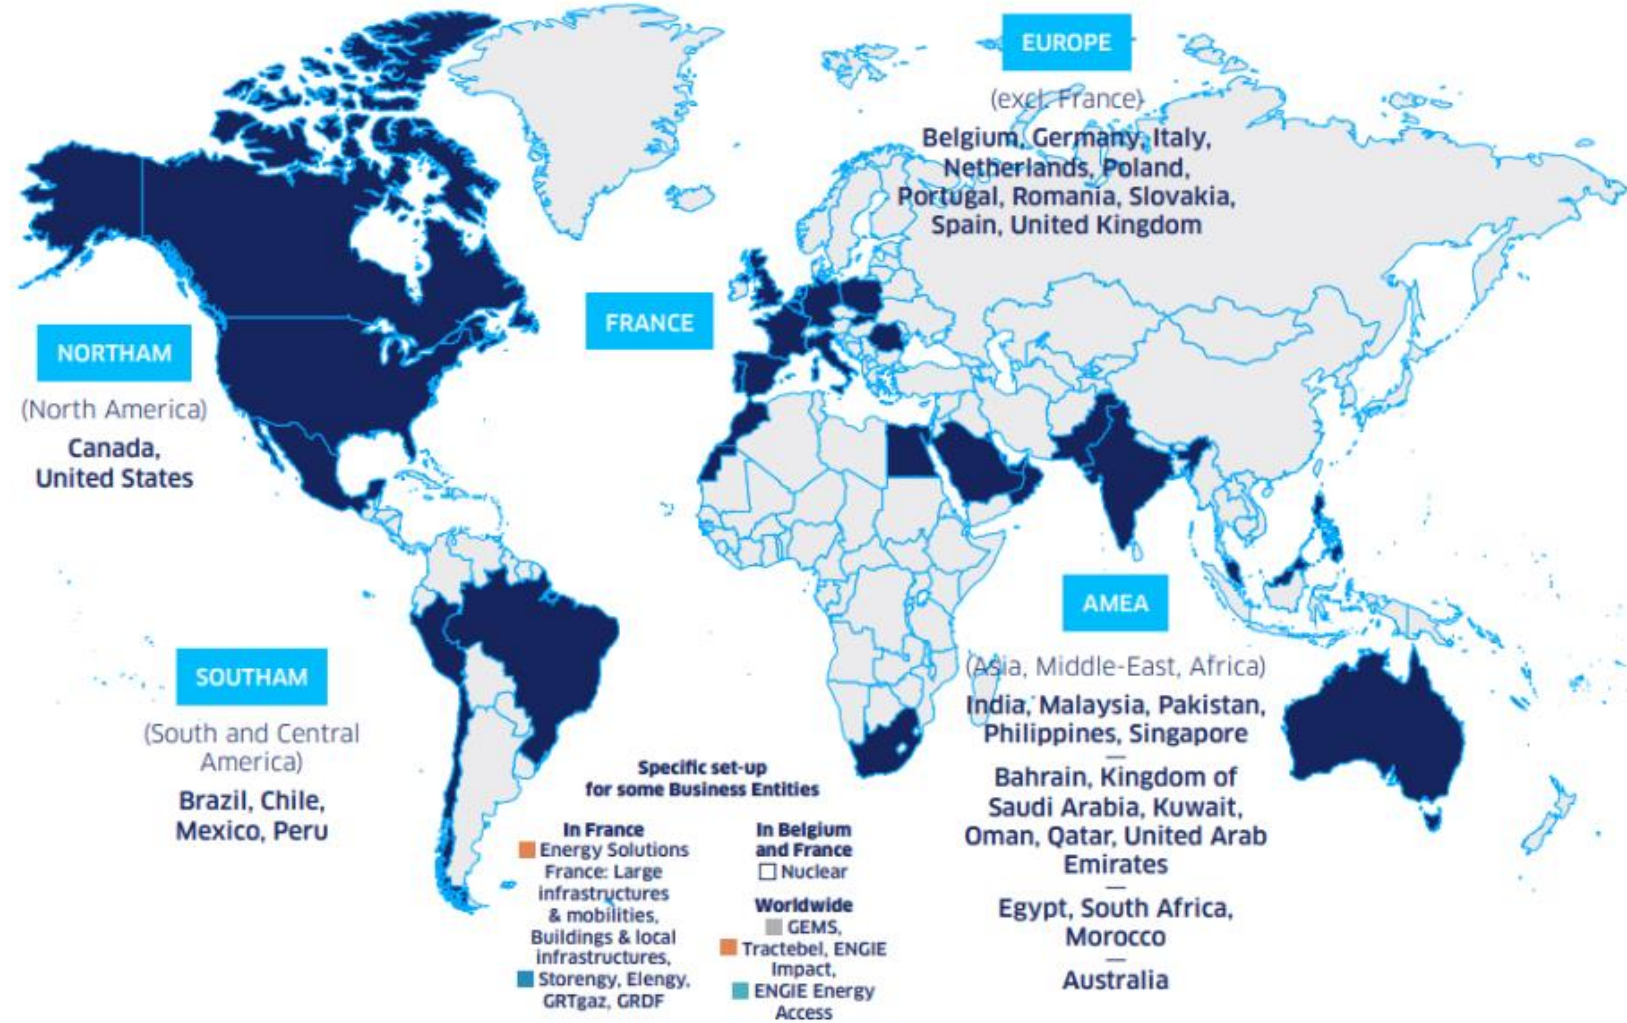 EUROPE
(excl. France)
Belgium, Germany, Italy,
Netherlands, Poland,
Portugal, Romania, Slovakia,
Spain, United Kingdom
FRANCE
NORTHAM
(North America)
Canada,
United States
SOUTHAM
(South and Central
America)
Brazil, Chile,
Mexico, Peru
AMEA
(Asia, Middle-East, Africa)
India, Malaysia, Pakistan,
Philippines, Singapore
—
Bahrain, Kingdom of
Saudi Arabia, Kuwait,
Oman, Qatar, United Arab
Emirates
—
Egypt, South Africa,
Morocco
—
Australia
Specific set-up
for some Business Entities
In France
Energy Solutions
France: Large
infrastructures
& mobilities,
Buildings & local
infrastructures,
Storengy, Elengy,
GRTgaz, GRDF
In Belgium
and France
Nuclear
Worldwide
GEMS,
Tractebel, ENGIE
Impact,
ENGIE Energy
Access